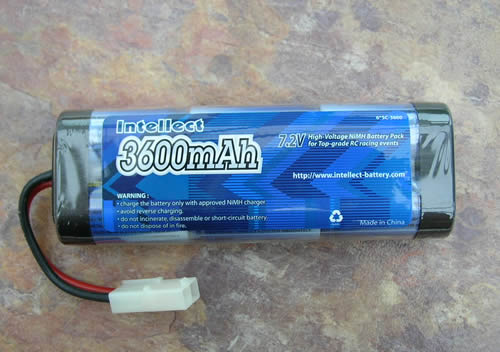 Intellect
3600mAh
6*SC-3600
7.2V High-Voltage NiMH Battery Pack
for Top-grade RC racing events
http://www.intellect-battery.com
WARNING :
• charge the battery only with approved NiMH charger
• avoid reverse charging.
• do not Incinerate, disassemble or short-circuit battery
• do not dispose of in fire.
Made in China